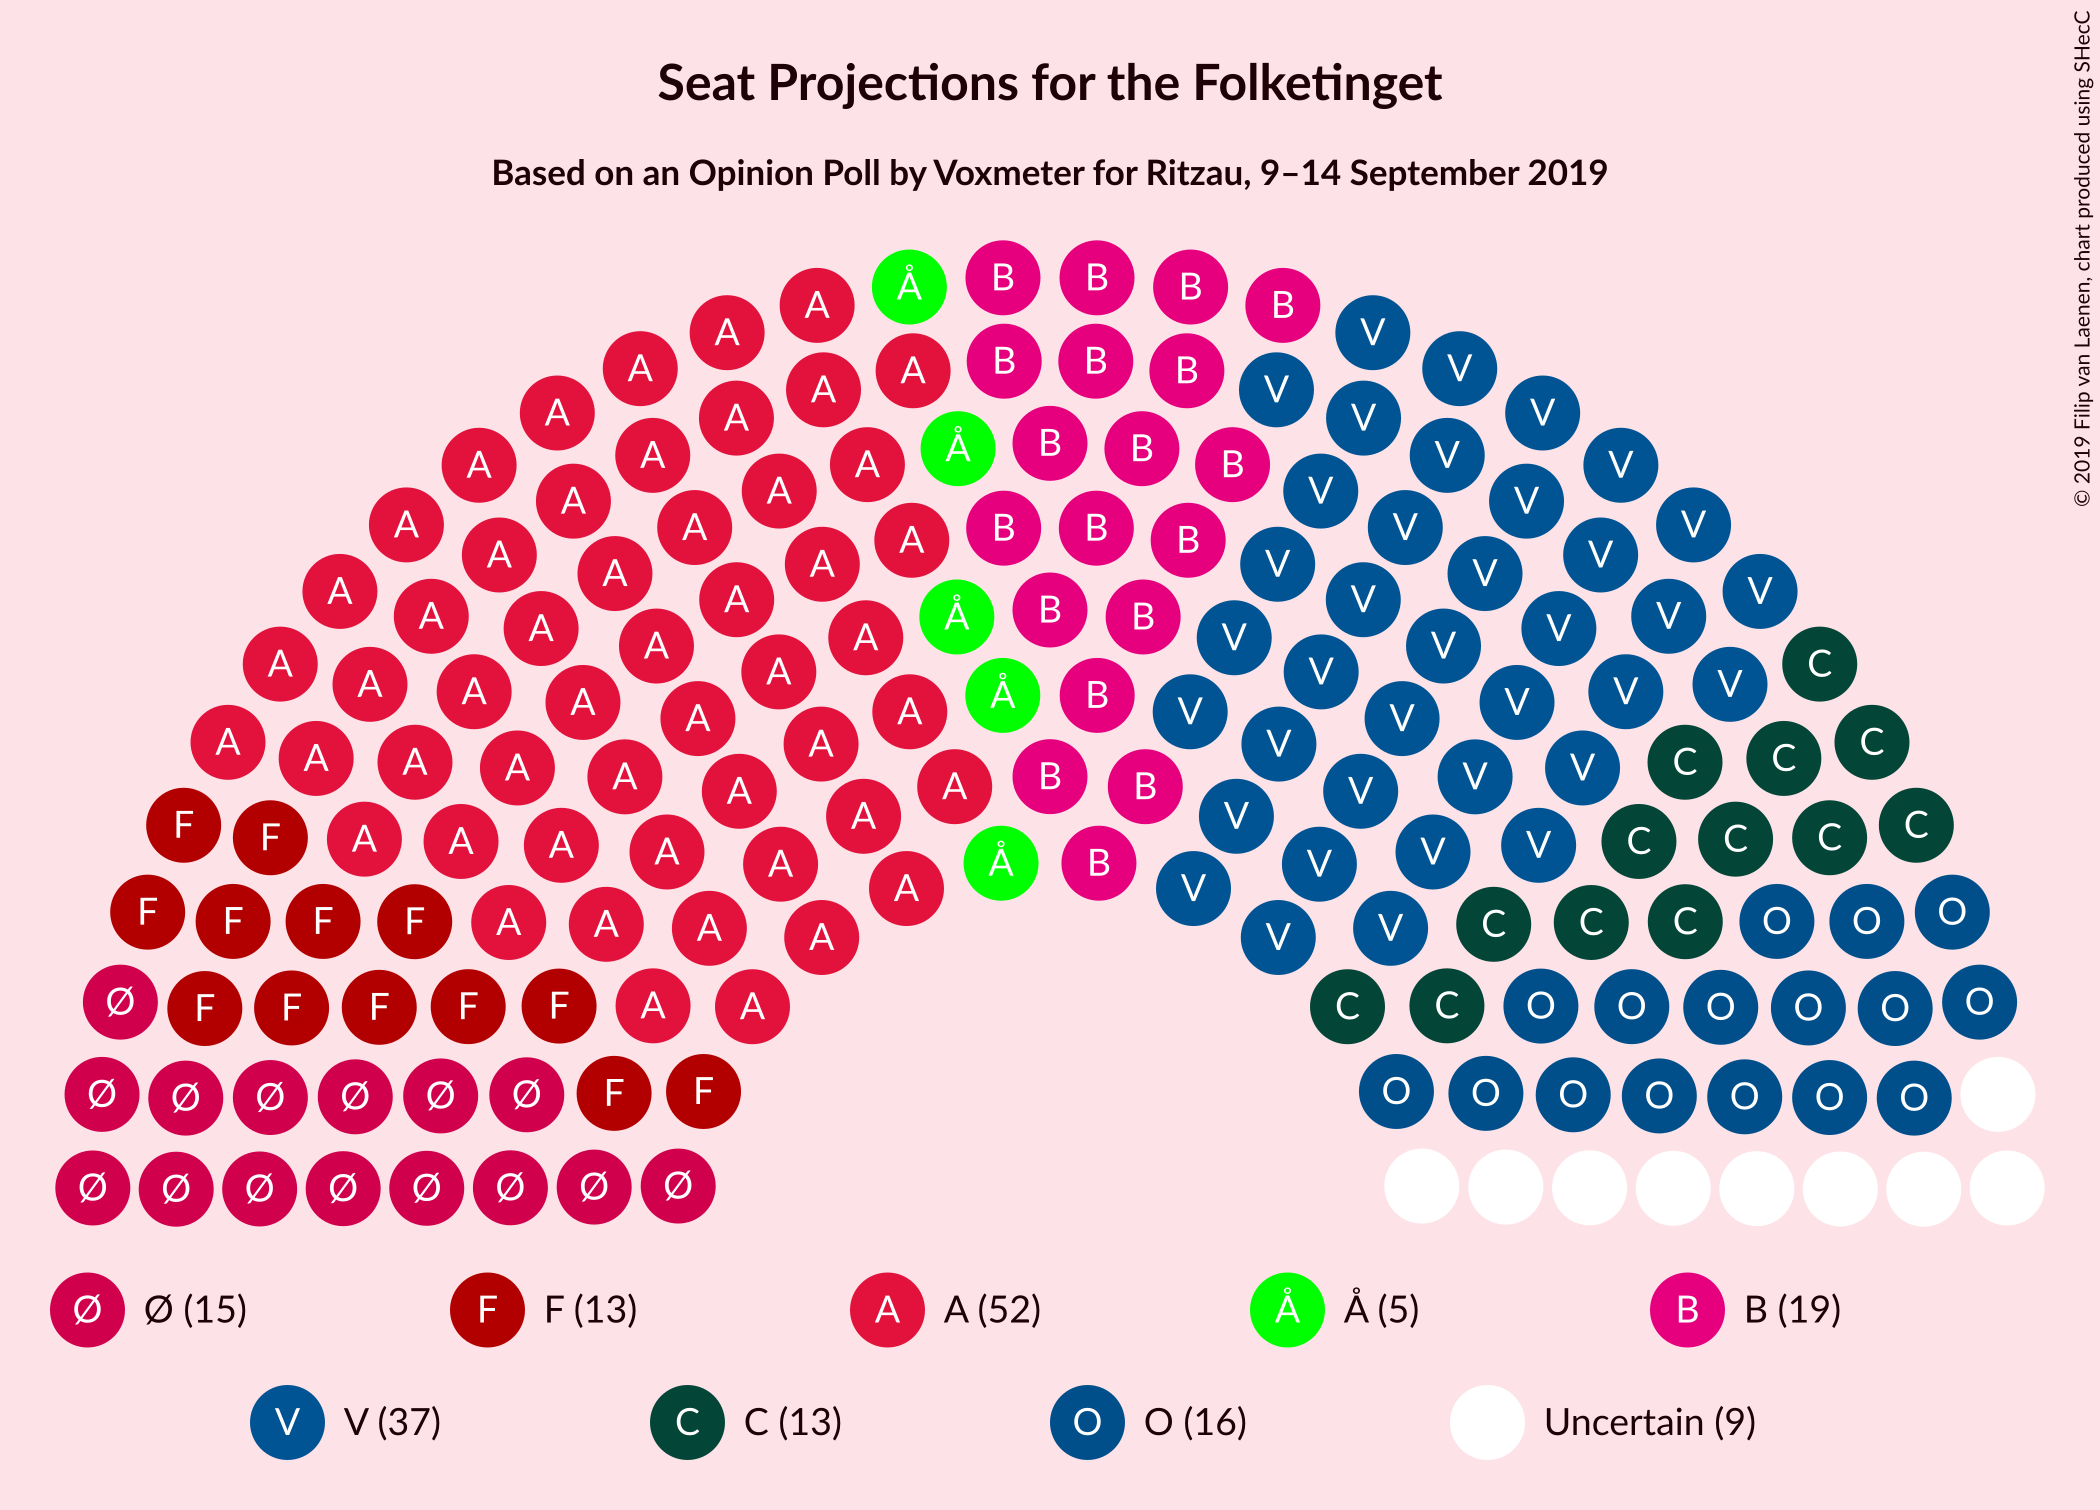 Seat Projections for the Folketinget
Based on an Opinion Poll by Voxmeter for Ritzau, 9–14 September 2019
© 2019 Filip van Laenen, chart produced using SHecC
Å B B B B
A V
A V
A A B B B V
A A V V
A Å B B B V
A A A V V V
A A A A B B B V V V V
A A A V V V
A A A A Å B B V V V V
A A A V V V
A A A A A Å B V V V V C
A A A A V C C
A A A A A A B B V V V V C C
F F A A A A A Å B V V V C C C C
F F F F A A A A A V V V C C C O O O
Ø F F F F F A A C C O O O O O O
Ø Ø Ø Ø Ø Ø F F O O O O O O O
Ø Ø Ø Ø Ø Ø Ø Ø
Ø Ø (15) F F (13) A A (52) Å Å (5) B B (19)
V V (37) C C (13) O O (16) Uncertain (9)